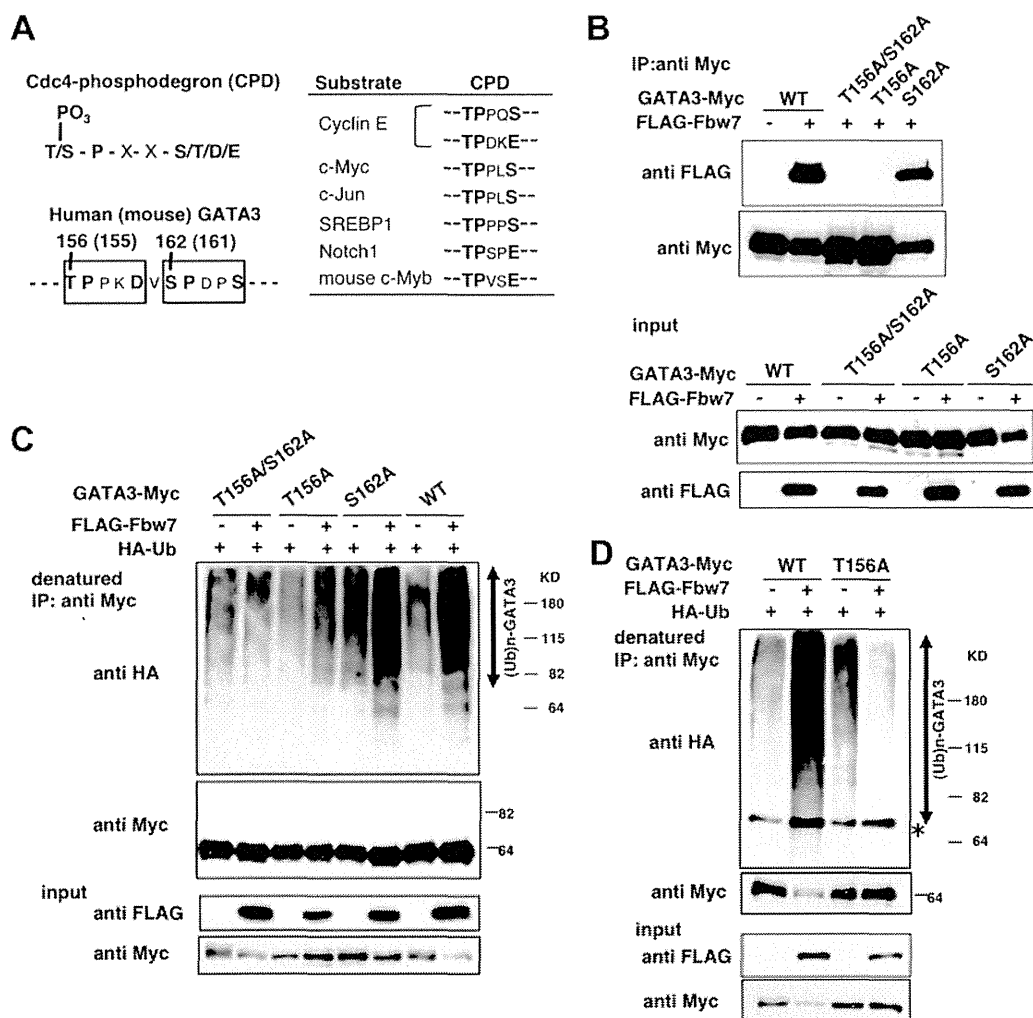 A
Cdc4-phosphodegron (CPD)
PO3
T/S - P - X - X - S/T/D/E
Human (mouse) GATA3
156 (155) 162 (161)
--- T P P K D V S P D P S ---
Substrate CPD
Cyclin E --TPPQS--
--TPDKE--
c-Myc --TPPLS--
c-Jun --TPPLS--
SREBP1 --TPPPS--
Notch1 --TPSPE--
mouse c-Myb --TPVSE--
B
IP:anti Myc
GATA3-Myc WT T156A/S162A T156A S162A
FLAG-Fbw7 - + + + +
anti FLAG
anti Myc
input
GATA3-Myc WT T156A/S162A T156A S162A
FLAG-Fbw7 - + - + - + - +
anti Myc
anti FLAG
C
GATA3-Myc T156A/S162A T156A S162A WT
FLAG-Fbw7 - + - + - + - +
HA-Ub + + + + + + + +
denatured
IP: anti Myc
anti HA
(Ub)n-GATA3
KD
180
115
82
64
anti Myc
82
64
input
anti FLAG
anti Myc
D
GATA3-Myc WT T156A
FLAG-Fbw7 - + - +
HA-Ub + + + +
denatured
IP: anti Myc
anti HA
(Ub)n-GATA3
KD
180
115
82
*
64
anti Myc
64
input
anti FLAG
anti Myc